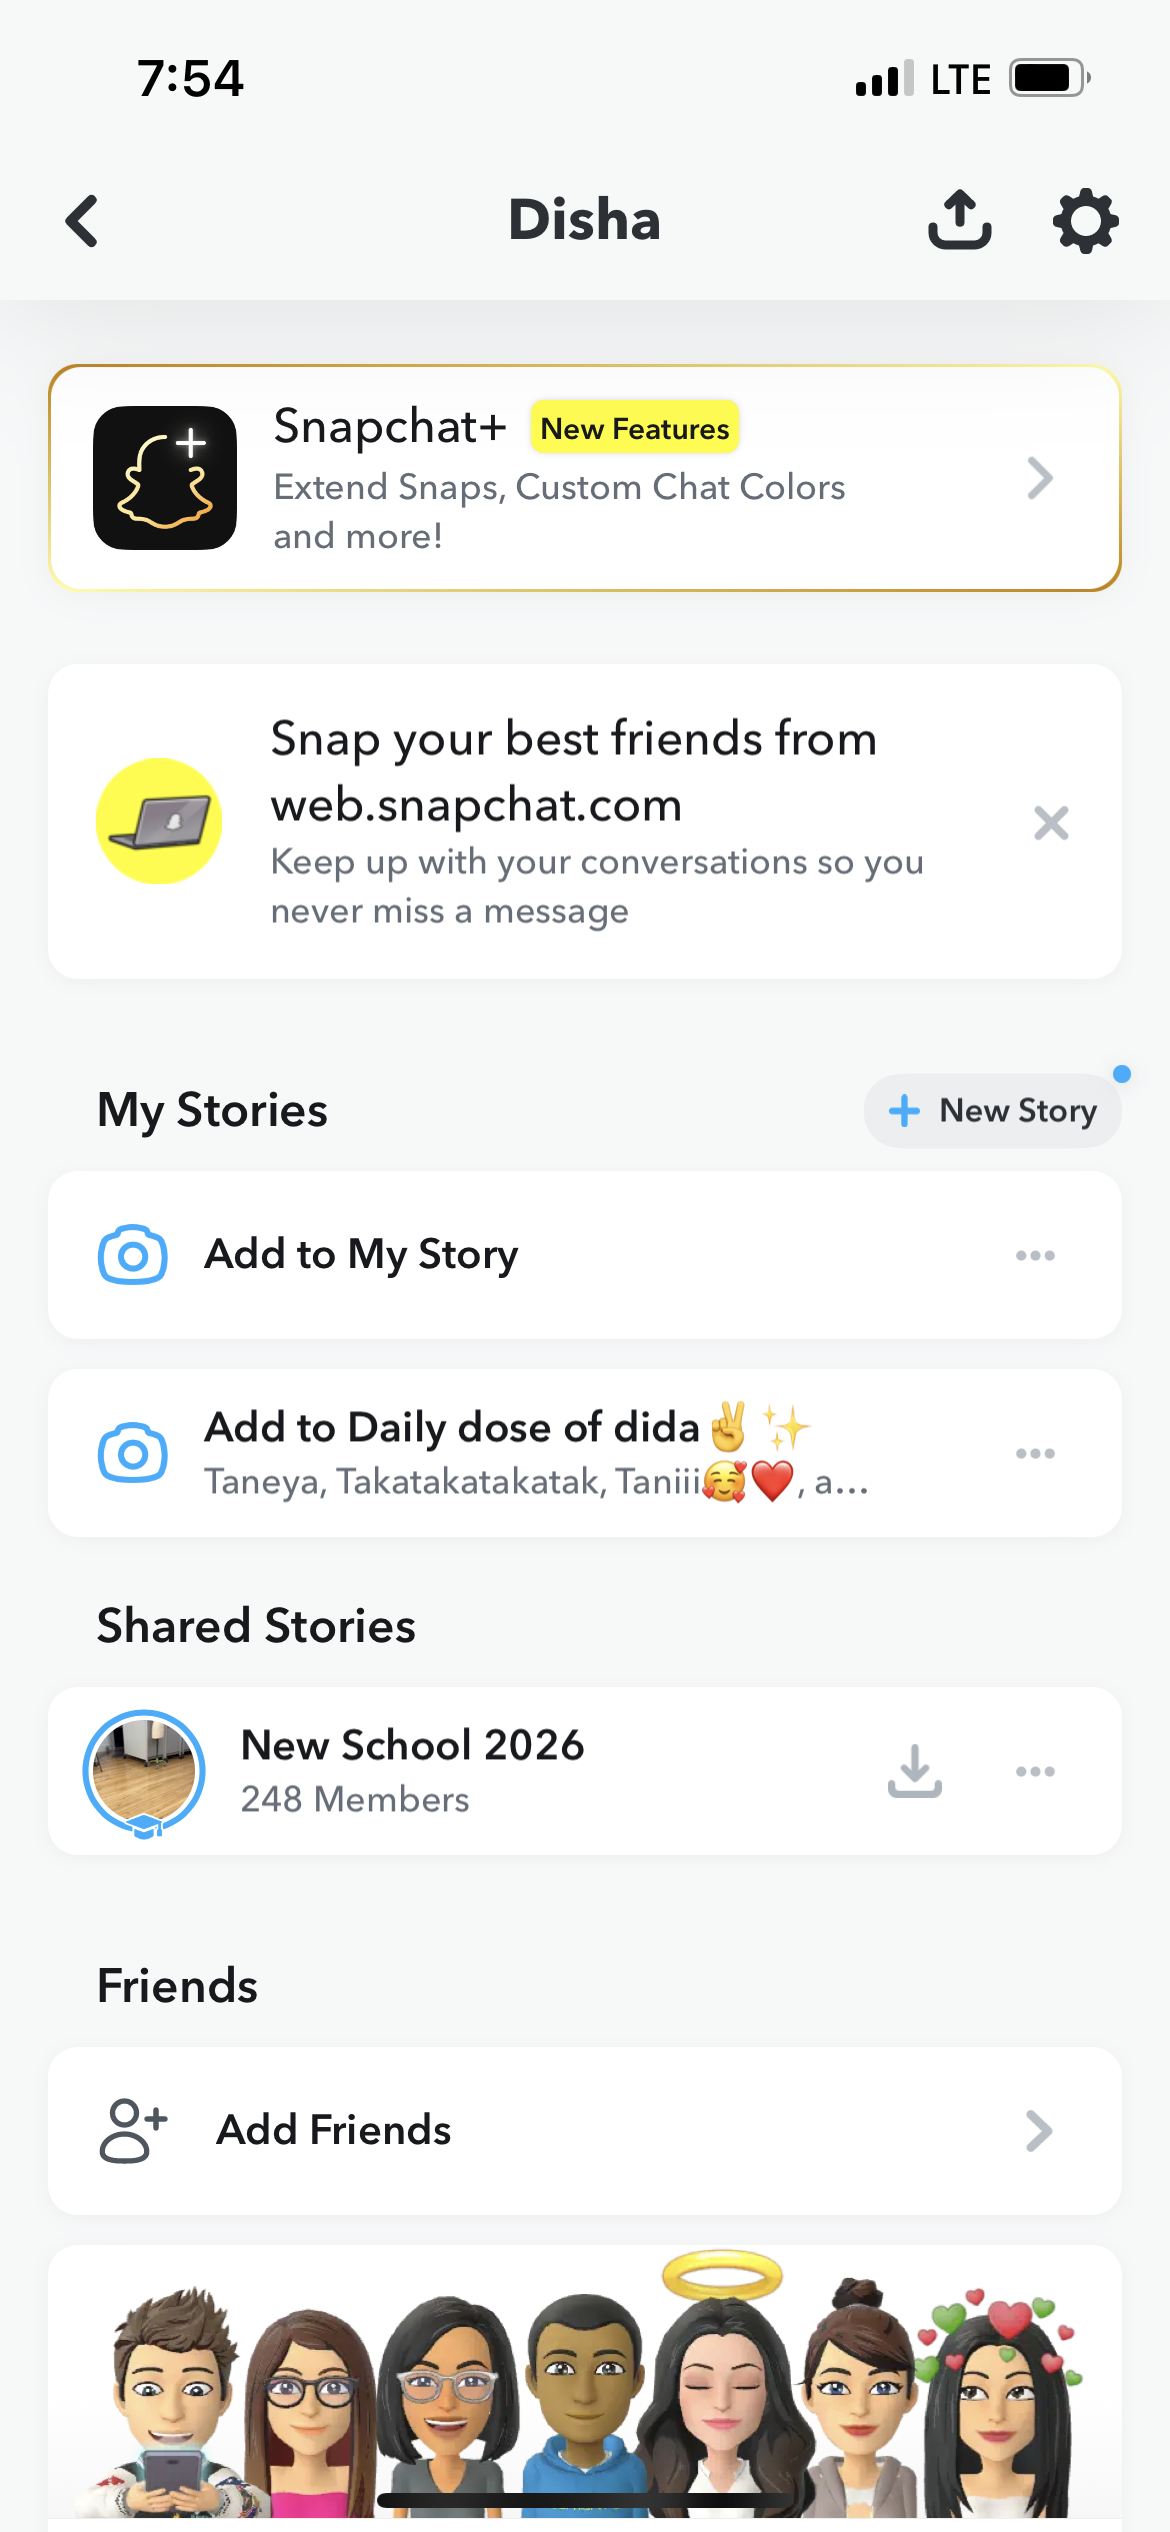 7:54
LTE
Disha
Snapchat+ New Features
Extend Snaps, Custom Chat Colors
and more!
Snap your best friends from
web.snapchat.com
Keep up with your conversations so you
never miss a message
My Stories
New Story
Add to My Story
Add to Daily dose of dida✌️✨
Taneya, Takatakatakatak, Taniii🥰❤️, a...
Shared Stories
New School 2026
248 Members
Friends
Add Friends